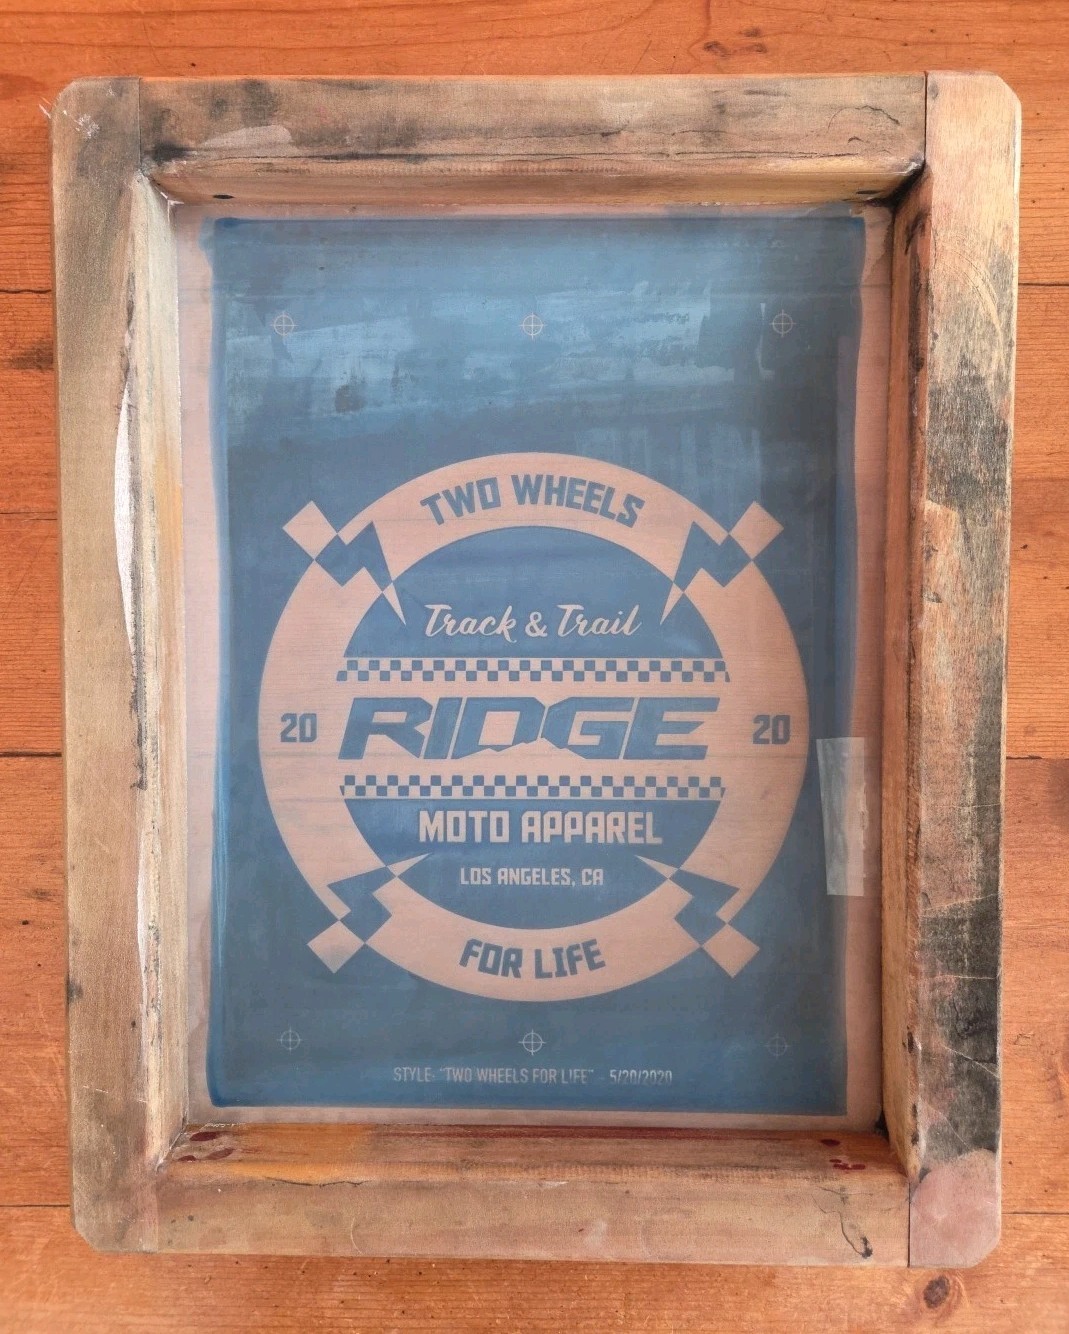 TWO WHEELS
Track & Trail
20 RIDGE 20
MOTO APPAREL
LOS ANGELES, CA
FOR LIFE
STYLE: "TWO WHEELS FOR LIFE" - 5/20/2020